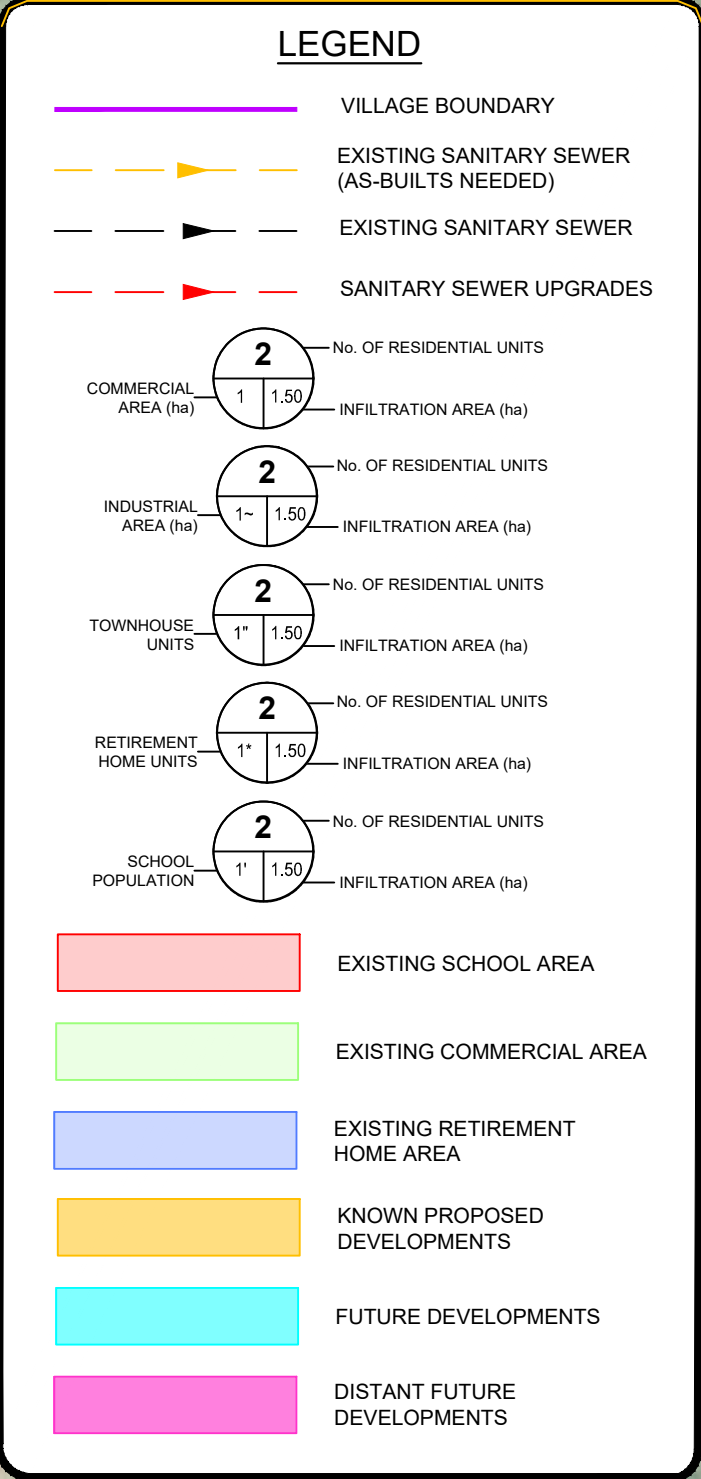 LEGEND
VILLAGE BOUNDARY
EXISTING SANITARY SEWER
(AS-BUILTS NEEDED)
EXISTING SANITARY SEWER
SANITARY SEWER UPGRADES
2
No. OF RESIDENTIAL UNITS
COMMERCIAL
AREA (ha)
1
1.50
INFILTRATION AREA (ha)
2
No. OF RESIDENTIAL UNITS
INDUSTRIAL
AREA (ha)
1~
1.50
INFILTRATION AREA (ha)
2
No. OF RESIDENTIAL UNITS
TOWNHOUSE
UNITS
1"
1.50
INFILTRATION AREA (ha)
2
No. OF RESIDENTIAL UNITS
RETIREMENT
HOME UNITS
1*
1.50
INFILTRATION AREA (ha)
2
No. OF RESIDENTIAL UNITS
SCHOOL
POPULATION
1'
1.50
INFILTRATION AREA (ha)
EXISTING SCHOOL AREA
EXISTING COMMERCIAL AREA
EXISTING RETIREMENT
HOME AREA
KNOWN PROPOSED
DEVELOPMENTS
FUTURE DEVELOPMENTS
DISTANT FUTURE
DEVELOPMENTS